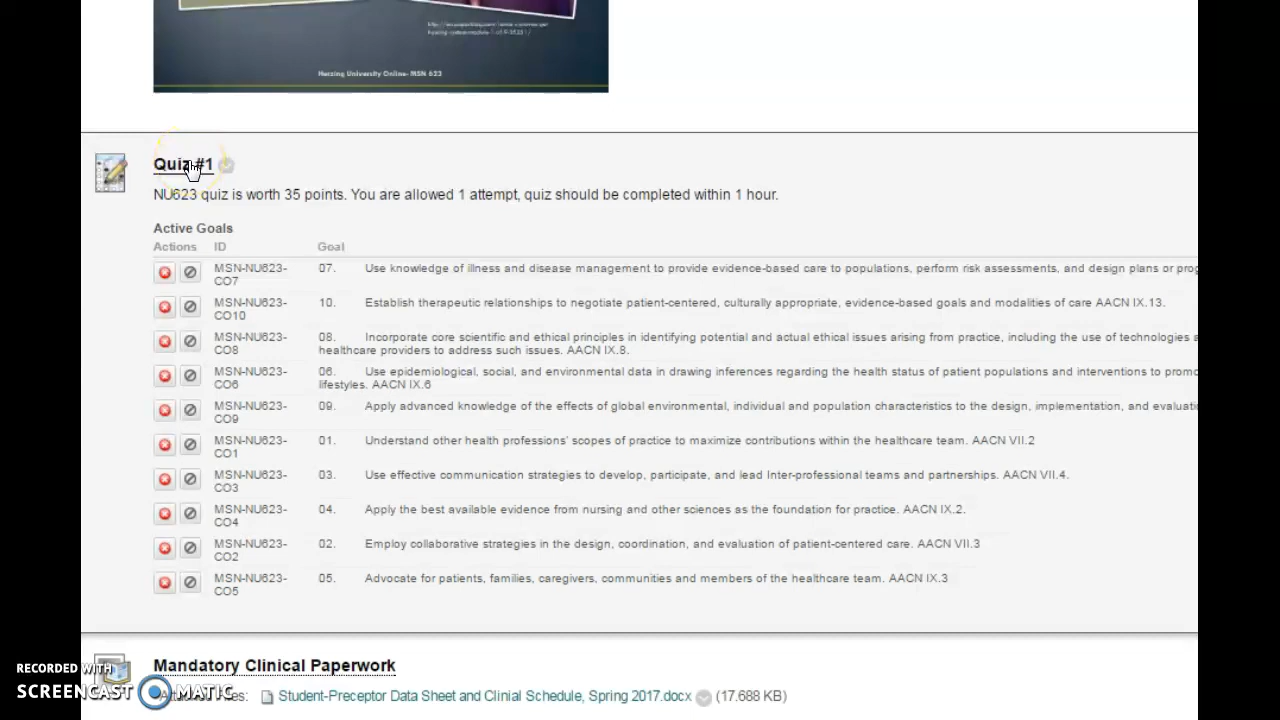 Herzing University Online- MSN 623
Quiz #1
NU623 quiz is worth 35 points. You are allowed 1 attempt, quiz should be completed within 1 hour.
Active Goals
Actions ID Goal
MSN-NU623-CO7 07. Use knowledge of illness and disease management to provide evidence-based care to populations, perform risk assessments, and design plans or prog
MSN-NU623-CO10 10. Establish therapeutic relationships to negotiate patient-centered, culturally appropriate, evidence-based goals and modalities of care AACN IX.13.
MSN-NU623-CO8 08. Incorporate core scientific and ethical principles in identifying potential and actual ethical issues arising from practice, including the use of technologies a
healthcare providers to address such issues. AACN IX.8.
MSN-NU623-CO6 06. Use epidemiological, social, and environmental data in drawing inferences regarding the health status of patient populations and interventions to promo
lifestyles. AACN IX.6
MSN-NU623-CO9 09. Apply advanced knowledge of the effects of global environmental, individual and population characteristics to the design, implementation, and evaluati
MSN-NU623-CO1 01. Understand other health professions' scopes of practice to maximize contributions within the healthcare team. AACN VII.2
MSN-NU623-CO3 03. Use effective communication strategies to develop, participate, and lead Inter-professional teams and partnerships. AACN VII.4.
MSN-NU623-CO4 04. Apply the best available evidence from nursing and other sciences as the foundation for practice. AACN IX.2.
MSN-NU623-CO2 02. Employ collaborative strategies in the design, coordination, and evaluation of patient-centered care. AACN VII.3
MSN-NU623-CO5 05. Advocate for patients, families, caregivers, communities and members of the healthcare team. AACN IX.3
Mandatory Clinical Paperwork
Student-Preceptor Data Sheet and Clinial Schedule, Spring 2017.docx (17.688 KB)
RECORDED WITH
SCREENCAST MATIC